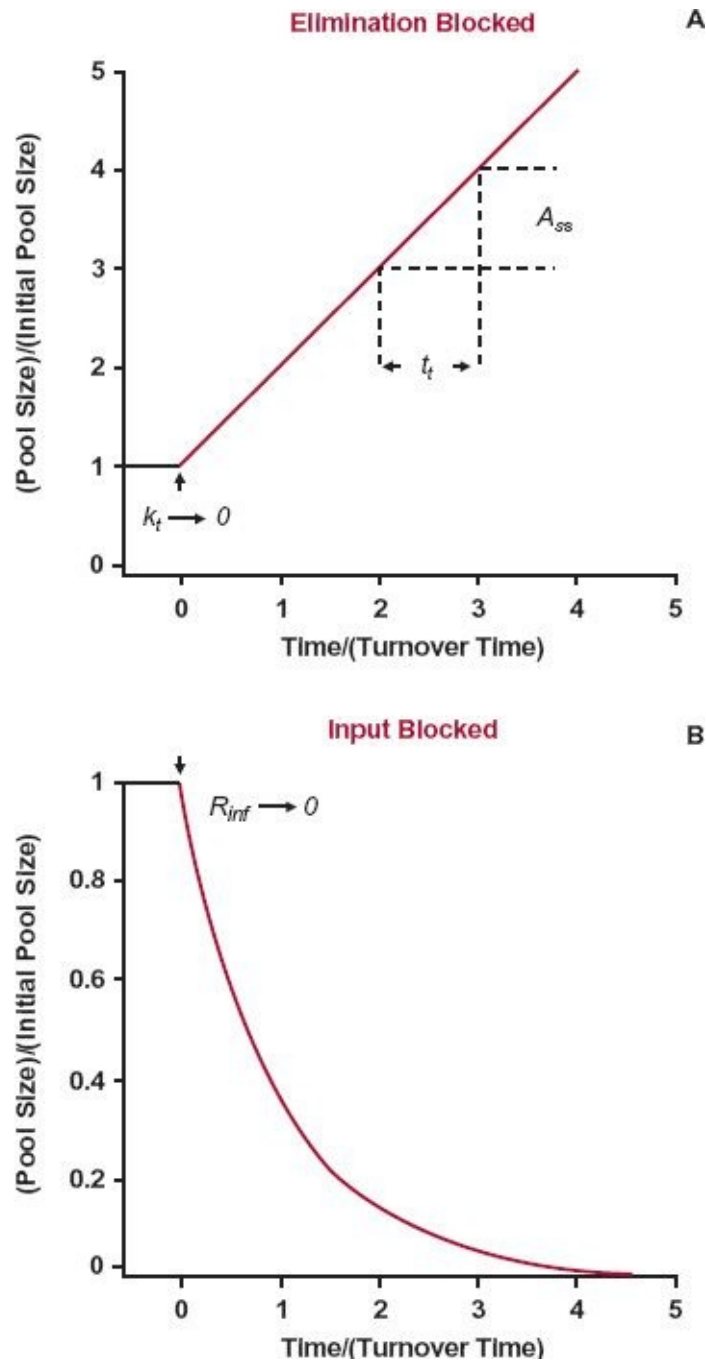 Elimination Blocked
A
(Pool Size)/(Initial Pool Size)
5
4
3
2
1
0
A_ss
t_t
k_t → 0
0 1 2 3 4 5
Time/(Turnover Time)
Input Blocked
B
(Pool Size)/(Initial Pool Size)
1
0.8
0.6
0.4
0.2
0
R_inf → 0
0 1 2 3 4 5
Time/(Turnover Time)